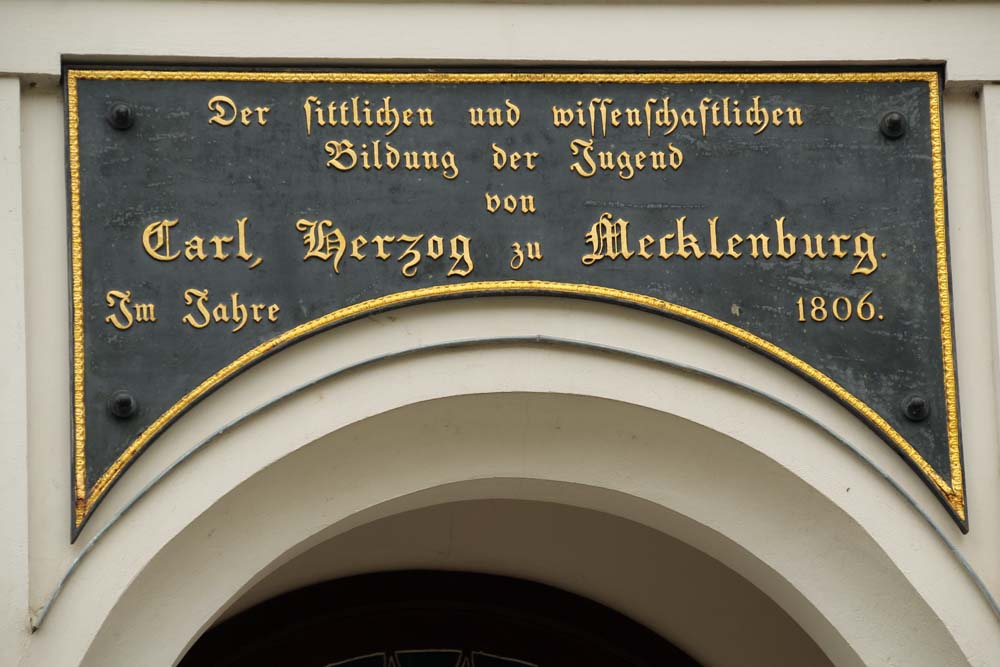 Der sittlichen und wissenschaftlichen
Bildung der Jugend
von
Carl, Herzog zu Mecklenburg.
Im Jahre 1806.